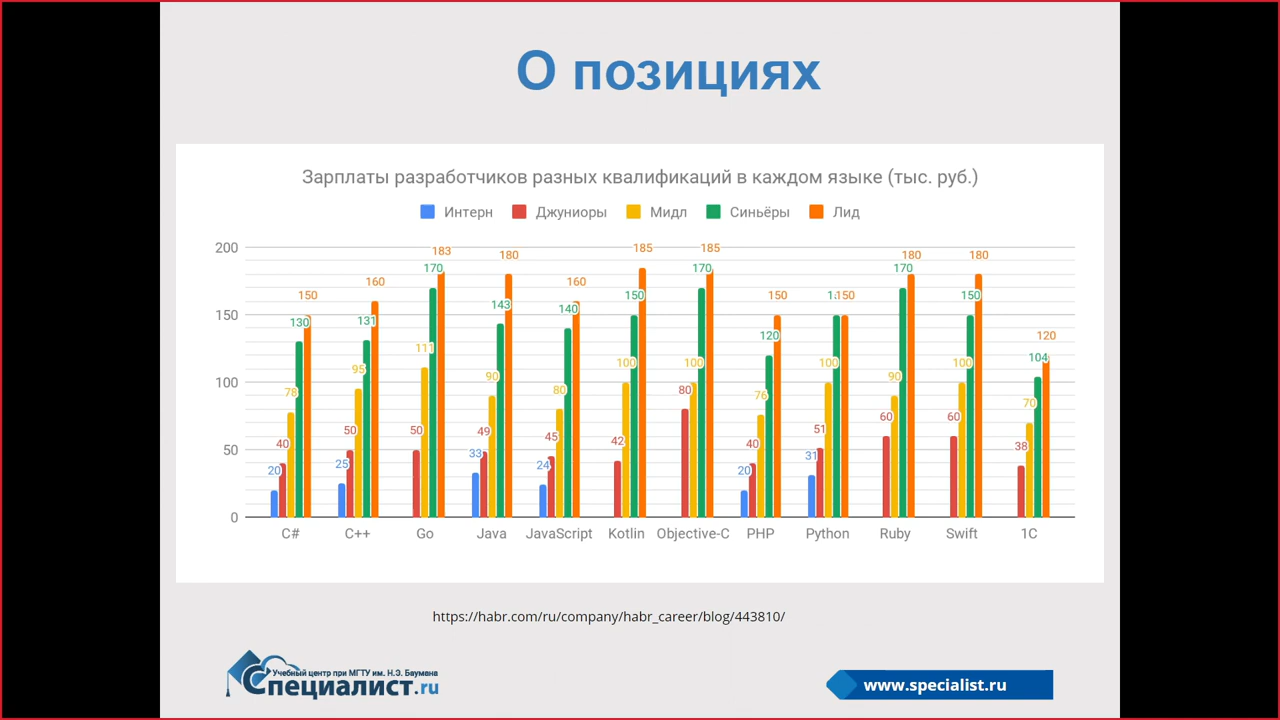 О позициях
Зарплаты разработчиков разных квалификаций в каждом языке (тыс. руб.)
Интерн Джуниоры Мидл Синьёры Лид
200
150
100
50
0
20 40 78 130 150
25 50 95 131 160
50 111 170 183
33 49 90 143 180
24 45 80 140 160
42 100 150 185
80 100 170 185
20 40 76 120 150
31 51 100 150
60 90 170 180
60 100 150 180
38 70 104 120
C# C++ Go Java JavaScript Kotlin Objective-C PHP Python Ruby Swift 1C
https://habr.com/ru/company/habr_career/blog/443810/
Учебный центр при МГТУ им. Н.Э. Баумана
Специалист.ru
www.specialist.ru